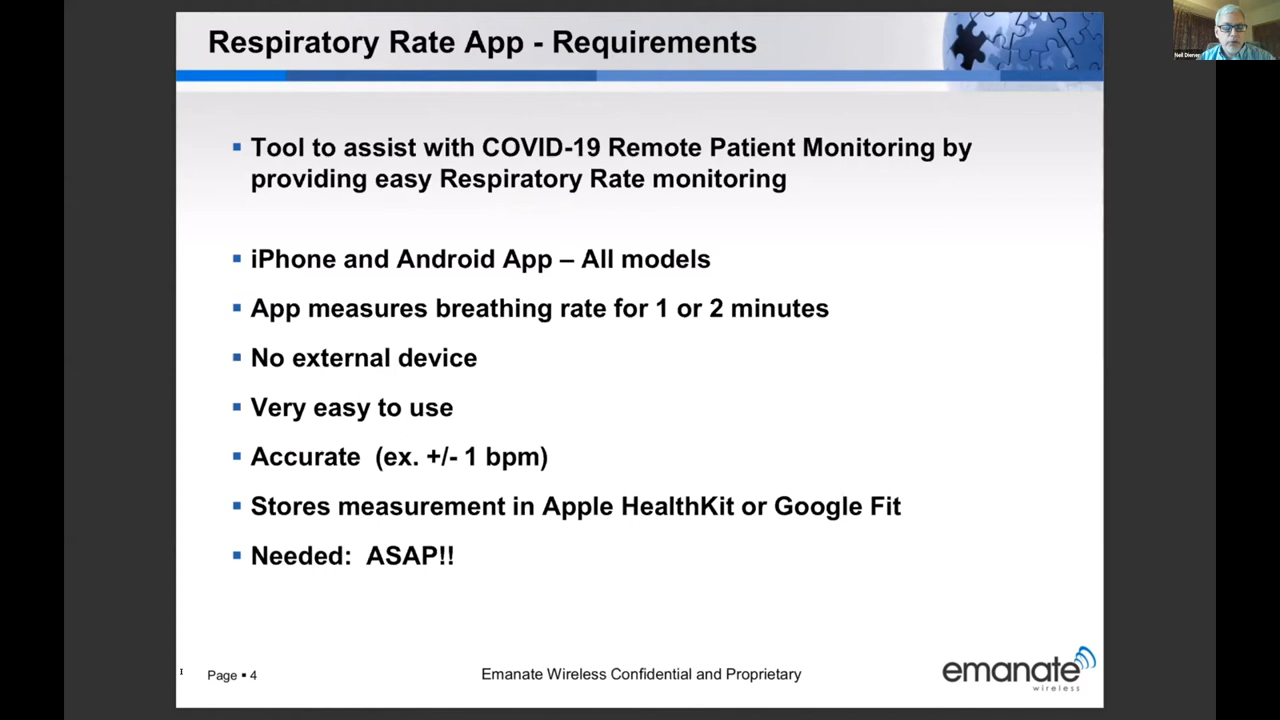 Respiratory Rate App - Requirements
Neil Diener
▪ Tool to assist with COVID-19 Remote Patient Monitoring by
providing easy Respiratory Rate monitoring
▪ iPhone and Android App – All models
▪ App measures breathing rate for 1 or 2 minutes
▪ No external device
▪ Very easy to use
▪ Accurate (ex. +/- 1 bpm)
▪ Stores measurement in Apple HealthKit or Google Fit
▪ Needed: ASAP!!
Page ▪ 4
Emanate Wireless Confidential and Proprietary
emanate
wireless